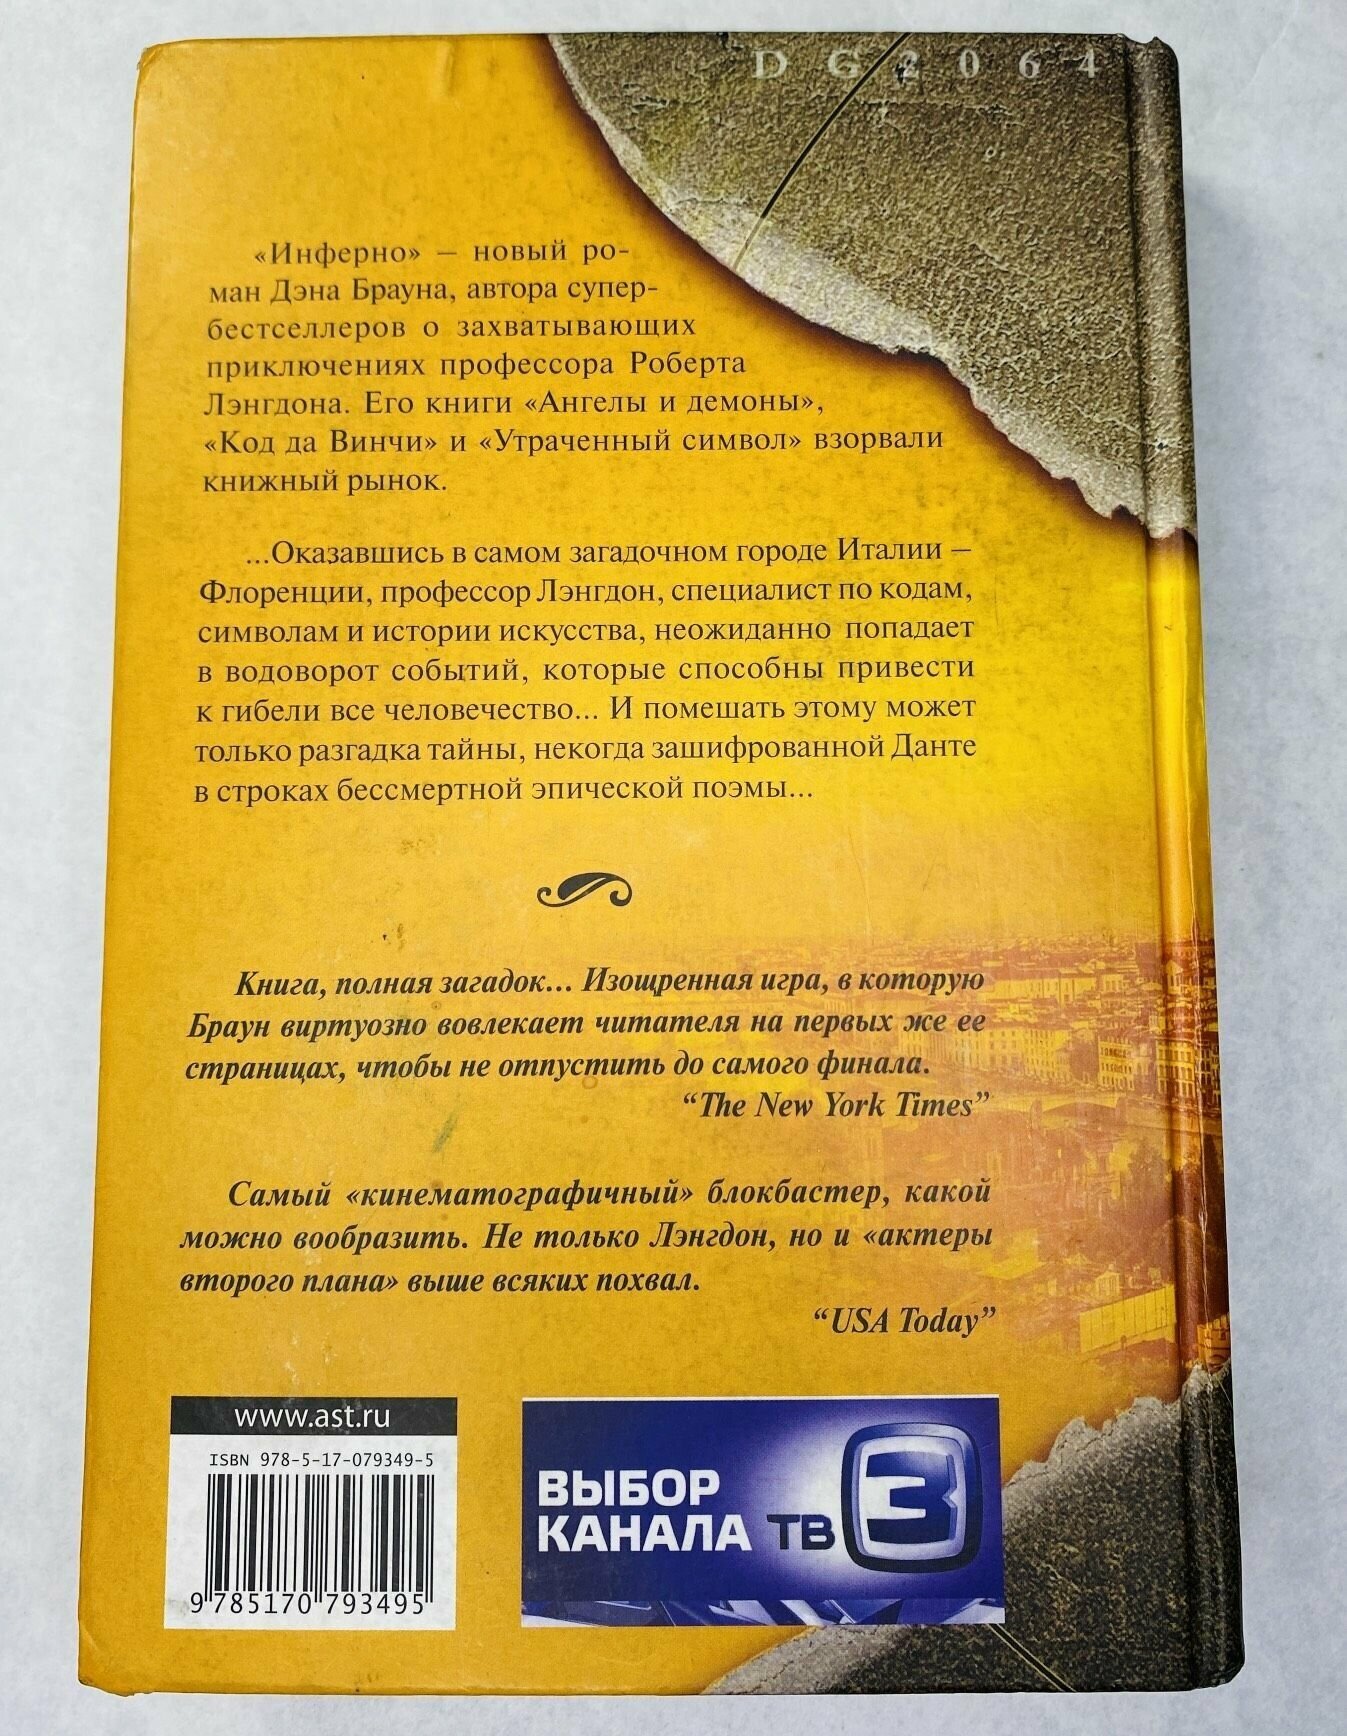 D G 2 0 6 4
«Инферно» – новый ро-
ман Дэна Брауна, автора супер-
бестселлеров о захватывающих
приключениях профессора Роберта
Лэнгдона. Его книги «Ангелы и демоны»,
«Код да Винчи» и «Утраченный символ» взорвали
книжный рынок.
...Оказавшись в самом загадочном городе Италии –
Флоренции, профессор Лэнгдон, специалист по кодам,
символам и истории искусства, неожиданно попадает
в водоворот событий, которые способны привести
к гибели все человечество... И помешать этому может
только разгадка тайны, некогда зашифрованной Данте
в строках бессмертной эпической поэмы...
Книга, полная загадок... Изощренная игра, в которую
Браун виртуозно вовлекает читателя на первых же ее
страницах, чтобы не отпустить до самого финала.
“The New York Times”
Самый «кинематографичный» блокбастер, какой
можно вообразить. Не только Лэнгдон, но и «актеры
второго плана» выше всяких похвал.
“USA Today”
www.ast.ru
ISBN 978-5-17-079349-5
9 785170 793495
ВЫБОР
КАНАЛА ТВ 3